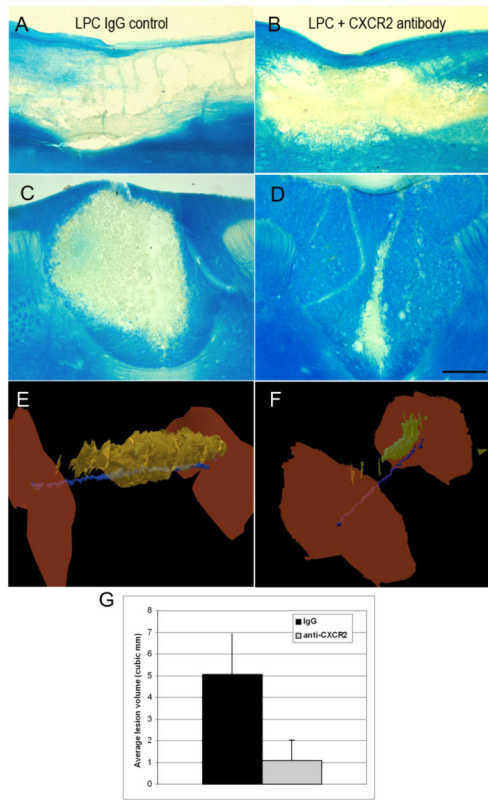 LPC IgG control
LPC + CXCR2 antibody
A
B
C
D
E
F
G
Average lesion volume (cubic mm)
8
7
6
5
4
3
2
1
0
IgG
anti-CXCR2